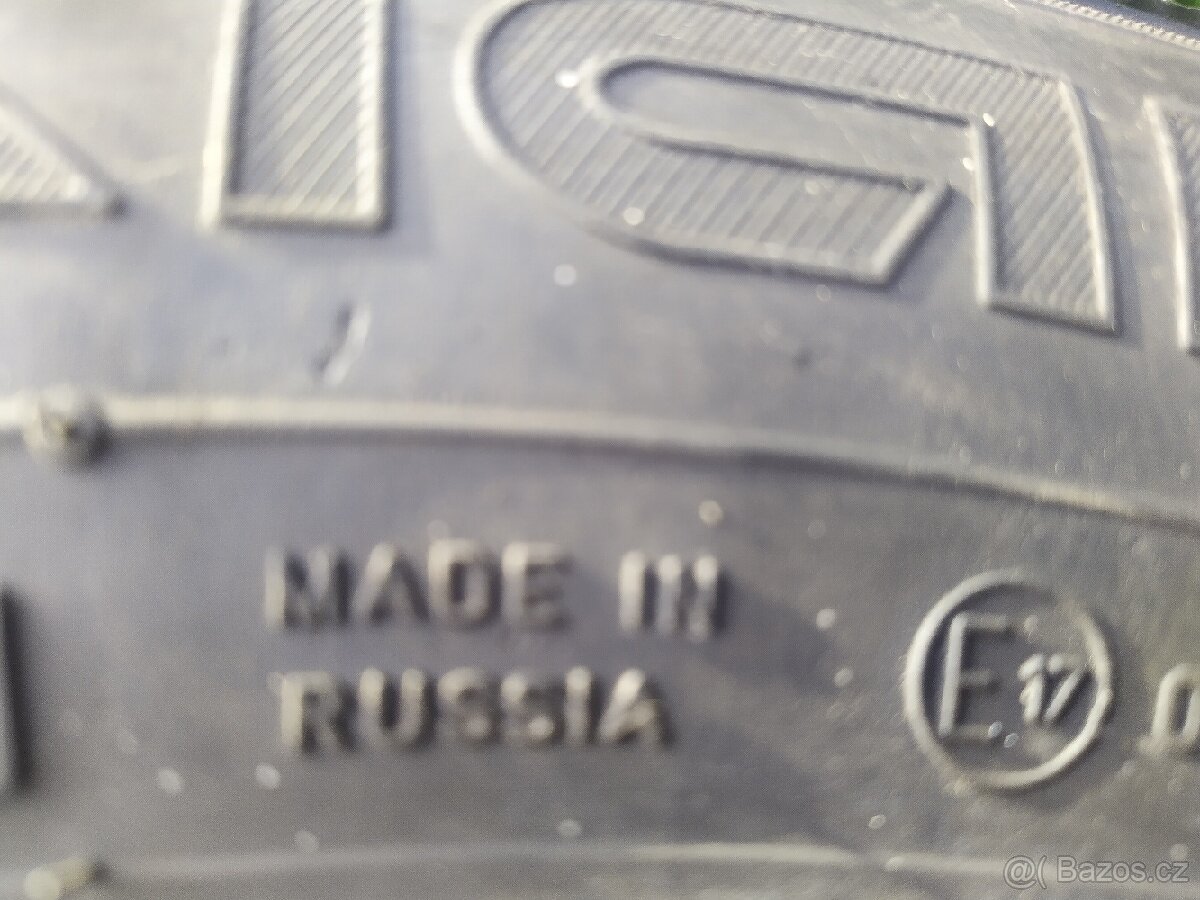 MADE IN
RUSSIA
E 17
@( Bazos.cz